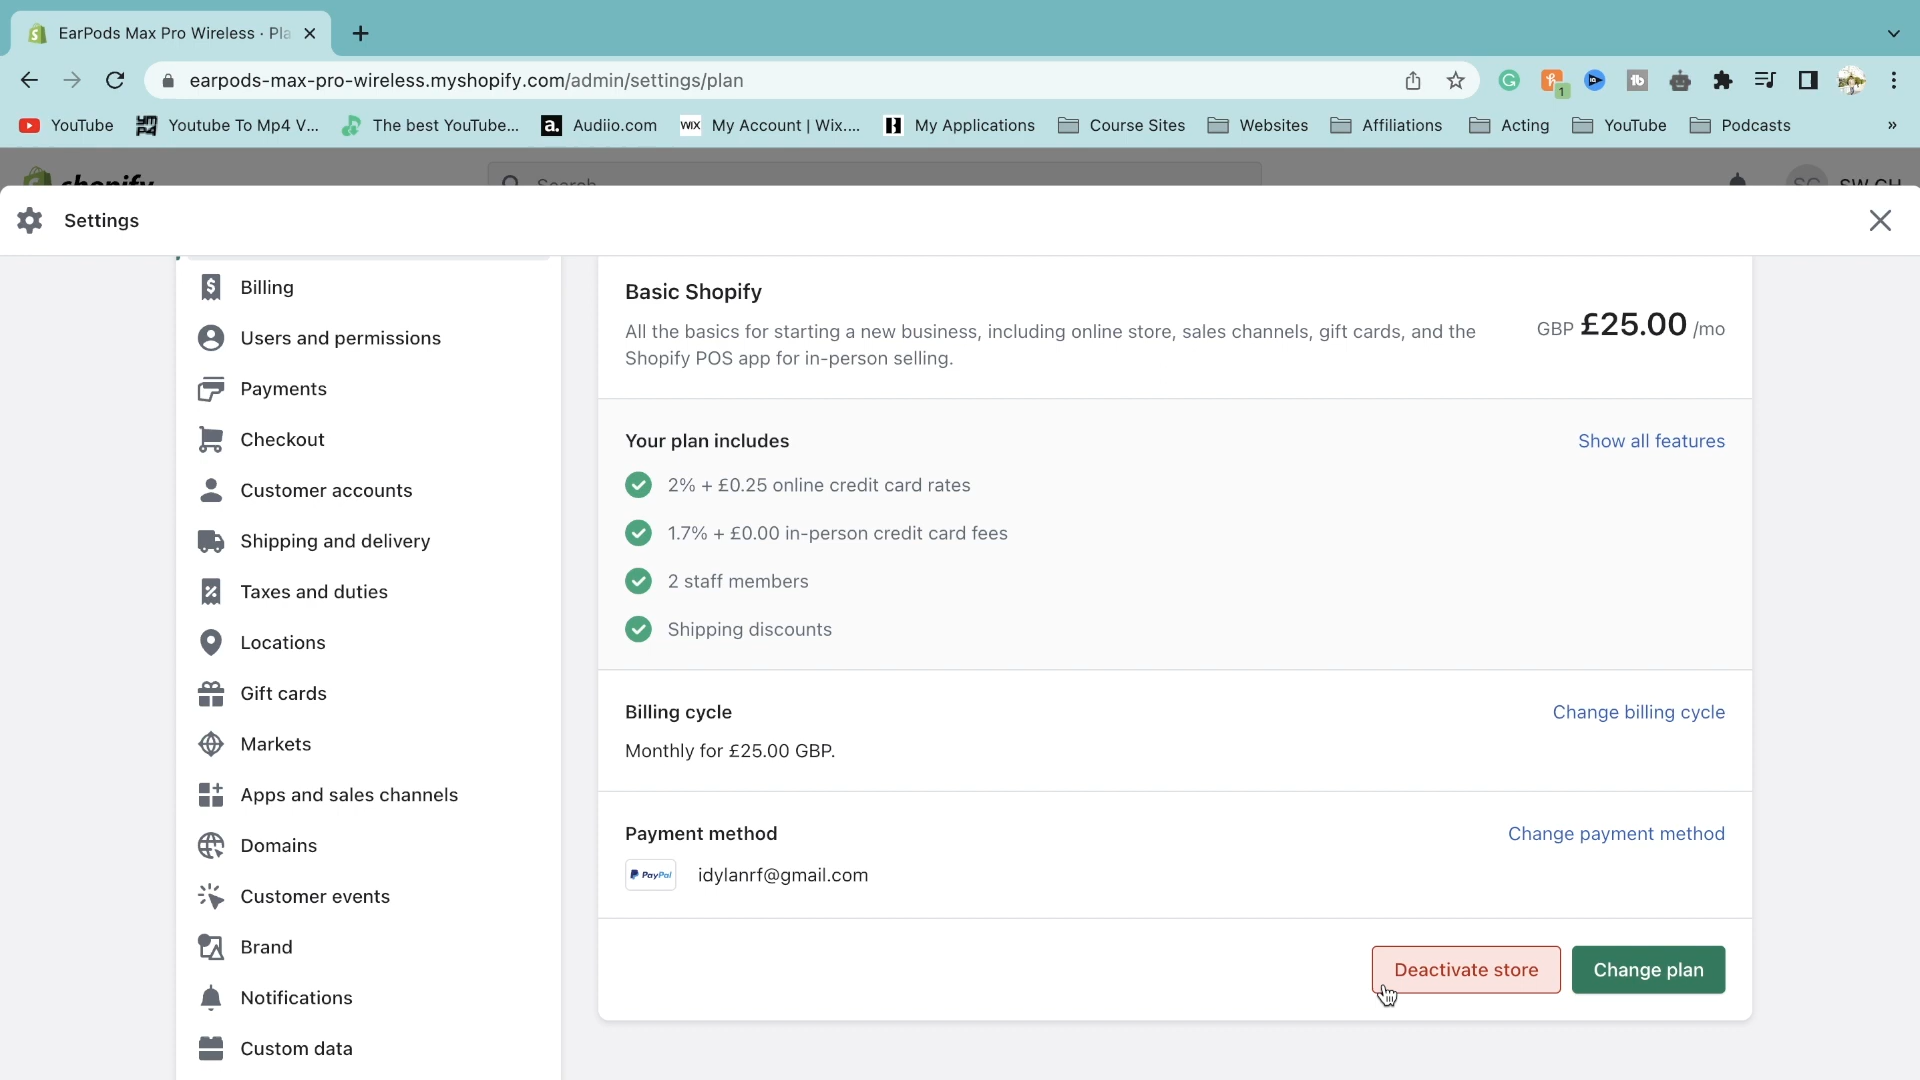 EarPods Max Pro Wireless · Pla
earpods-max-pro-wireless.myshopify.com/admin/settings/plan
1
YouTube
Youtube To Mp4 V...
The best YouTube...
a. Audiio.com
WIX My Account | Wix....
My Applications
Course Sites
Websites
Affiliations
Acting
YouTube
Podcasts
»
shopify
Search
SC
SW GH
Settings
Billing
Users and permissions
Payments
Checkout
Customer accounts
Shipping and delivery
Taxes and duties
Locations
Gift cards
Markets
Apps and sales channels
Domains
Customer events
Brand
Notifications
Custom data
Basic Shopify
All the basics for starting a new business, including online store, sales channels, gift cards, and the
Shopify POS app for in-person selling.
GBP £25.00 /mo
Your plan includes
Show all features
2% + £0.25 online credit card rates
1.7% + £0.00 in-person credit card fees
2 staff members
Shipping discounts
Billing cycle
Change billing cycle
Monthly for £25.00 GBP.
Payment method
Change payment method
PayPal idylanrf@gmail.com
Deactivate store
Change plan